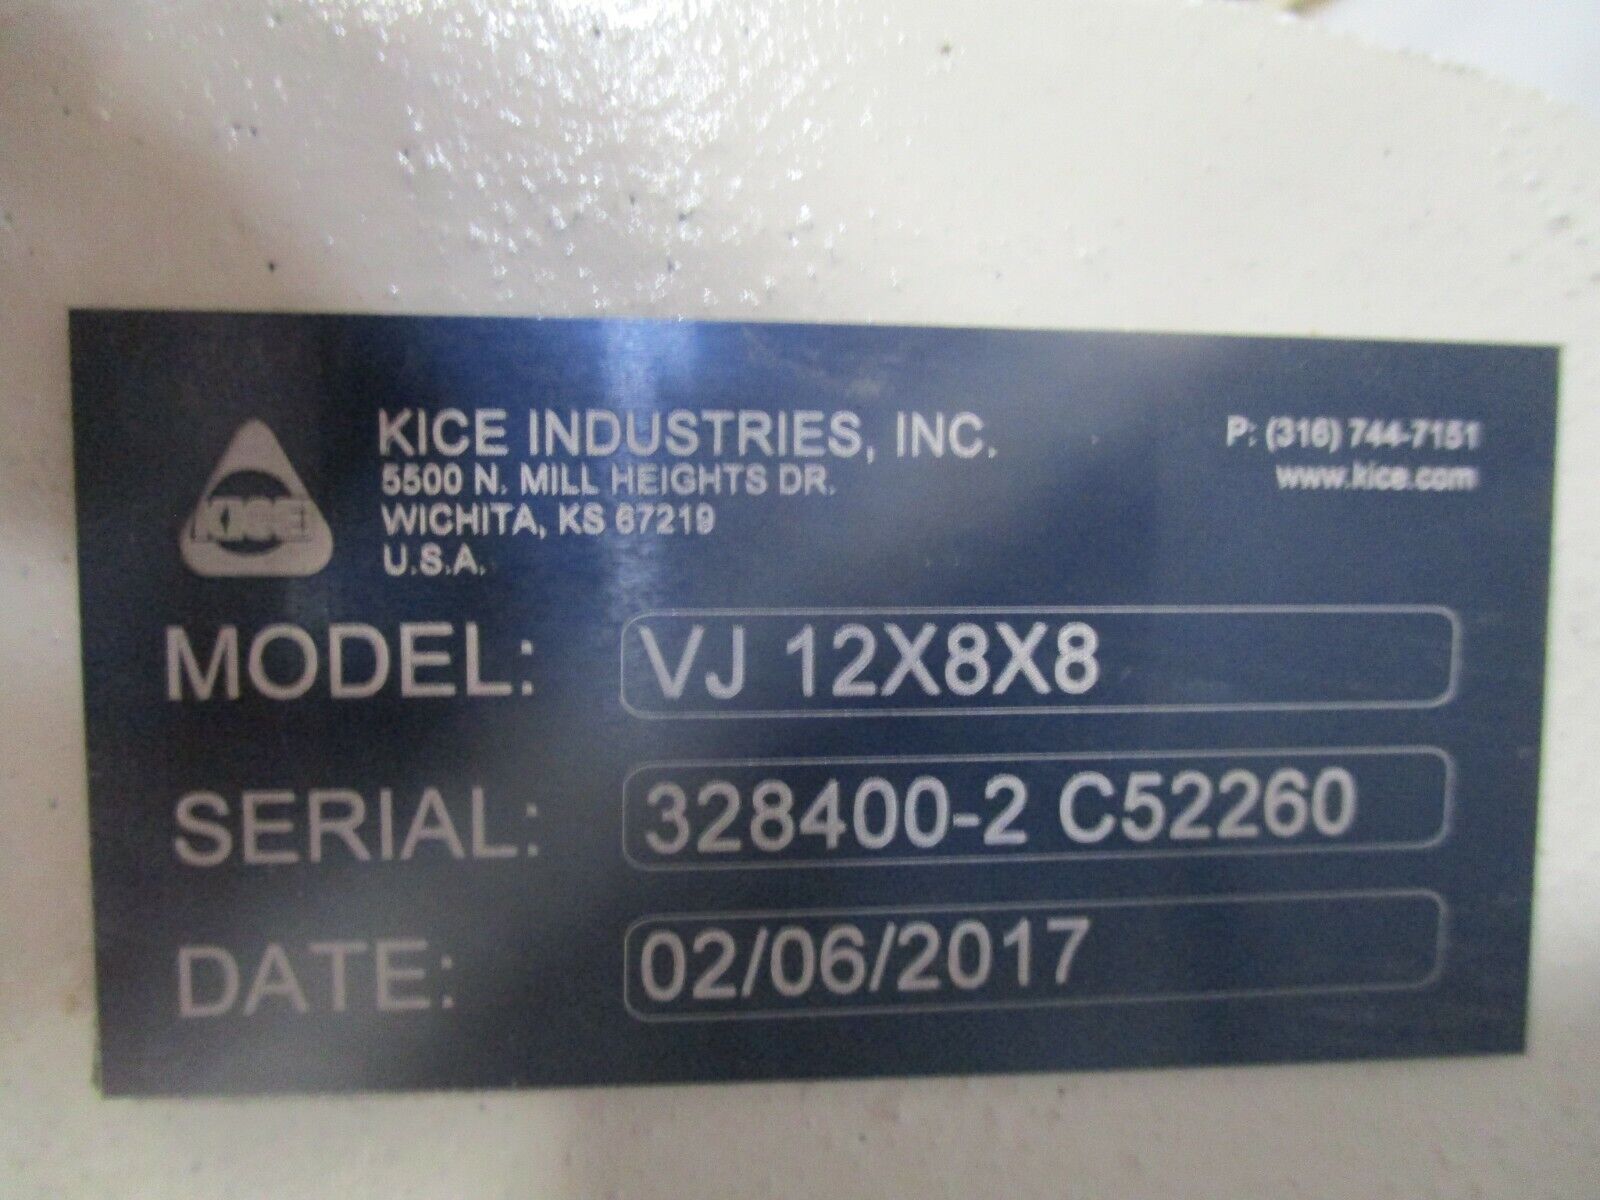 KICE
KICE INDUSTRIES, INC.
5500 N. MILL HEIGHTS DR.
WICHITA, KS 67219
U.S.A.
P: (316) 744-7151
www.kice.com
MODEL: VJ 12X8X8
SERIAL: 328400-2 C52260
DATE: 02/06/2017